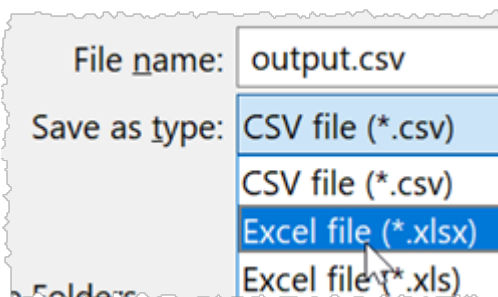 File name: output.csv
Save as type: CSV file (*.csv)
CSV file (*.csv)
Excel file (*.xlsx)
Excel file (*.xls)
Folders